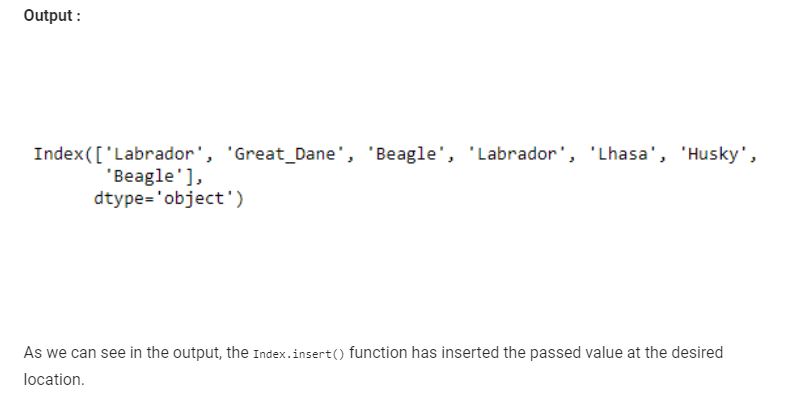 Output :
Index(['Labrador', 'Great_Dane', 'Beagle', 'Labrador', 'Lhasa', 'Husky',
'Beagle'],
dtype='object')
As we can see in the output, the Index.insert() function has inserted the passed value at the desired
location.